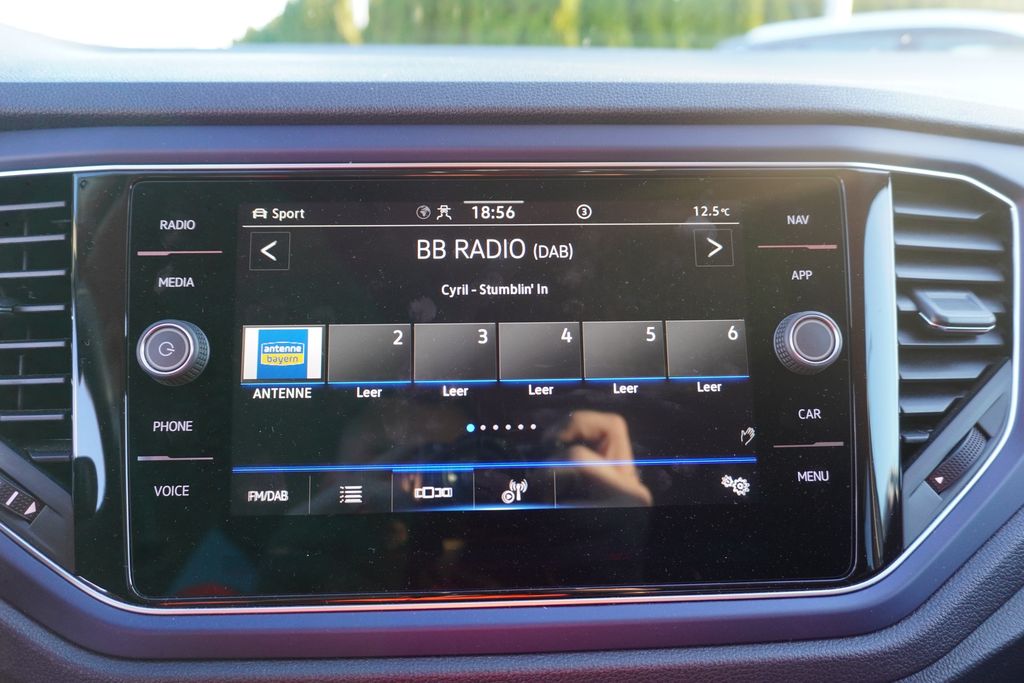 RADIO
MEDIA
PHONE
VOICE
Sport
18:56
3
12.5°C
BB RADIO (DAB)
Cyril - Stumblin' In
antenne
bayern
2
3
4
5
6
ANTENNE
Leer
Leer
Leer
Leer
Leer
FM/DAB
NAV
APP
CAR
MENU